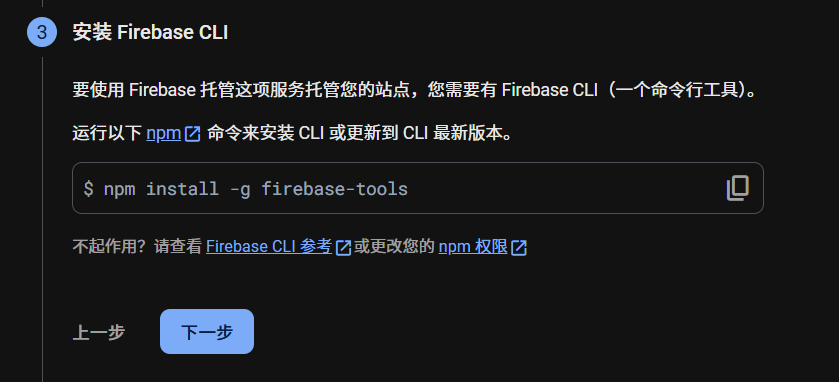 3 安装 Firebase CLI
要使用 Firebase 托管这项服务托管您的站点，您需要有 Firebase CLI（一个命令行工具）。
运行以下 npm 命令来安装 CLI 或更新到 CLI 最新版本。
$ npm install -g firebase-tools
不起作用？请查看 Firebase CLI 参考 或更改您的 npm 权限
上一步 下一步